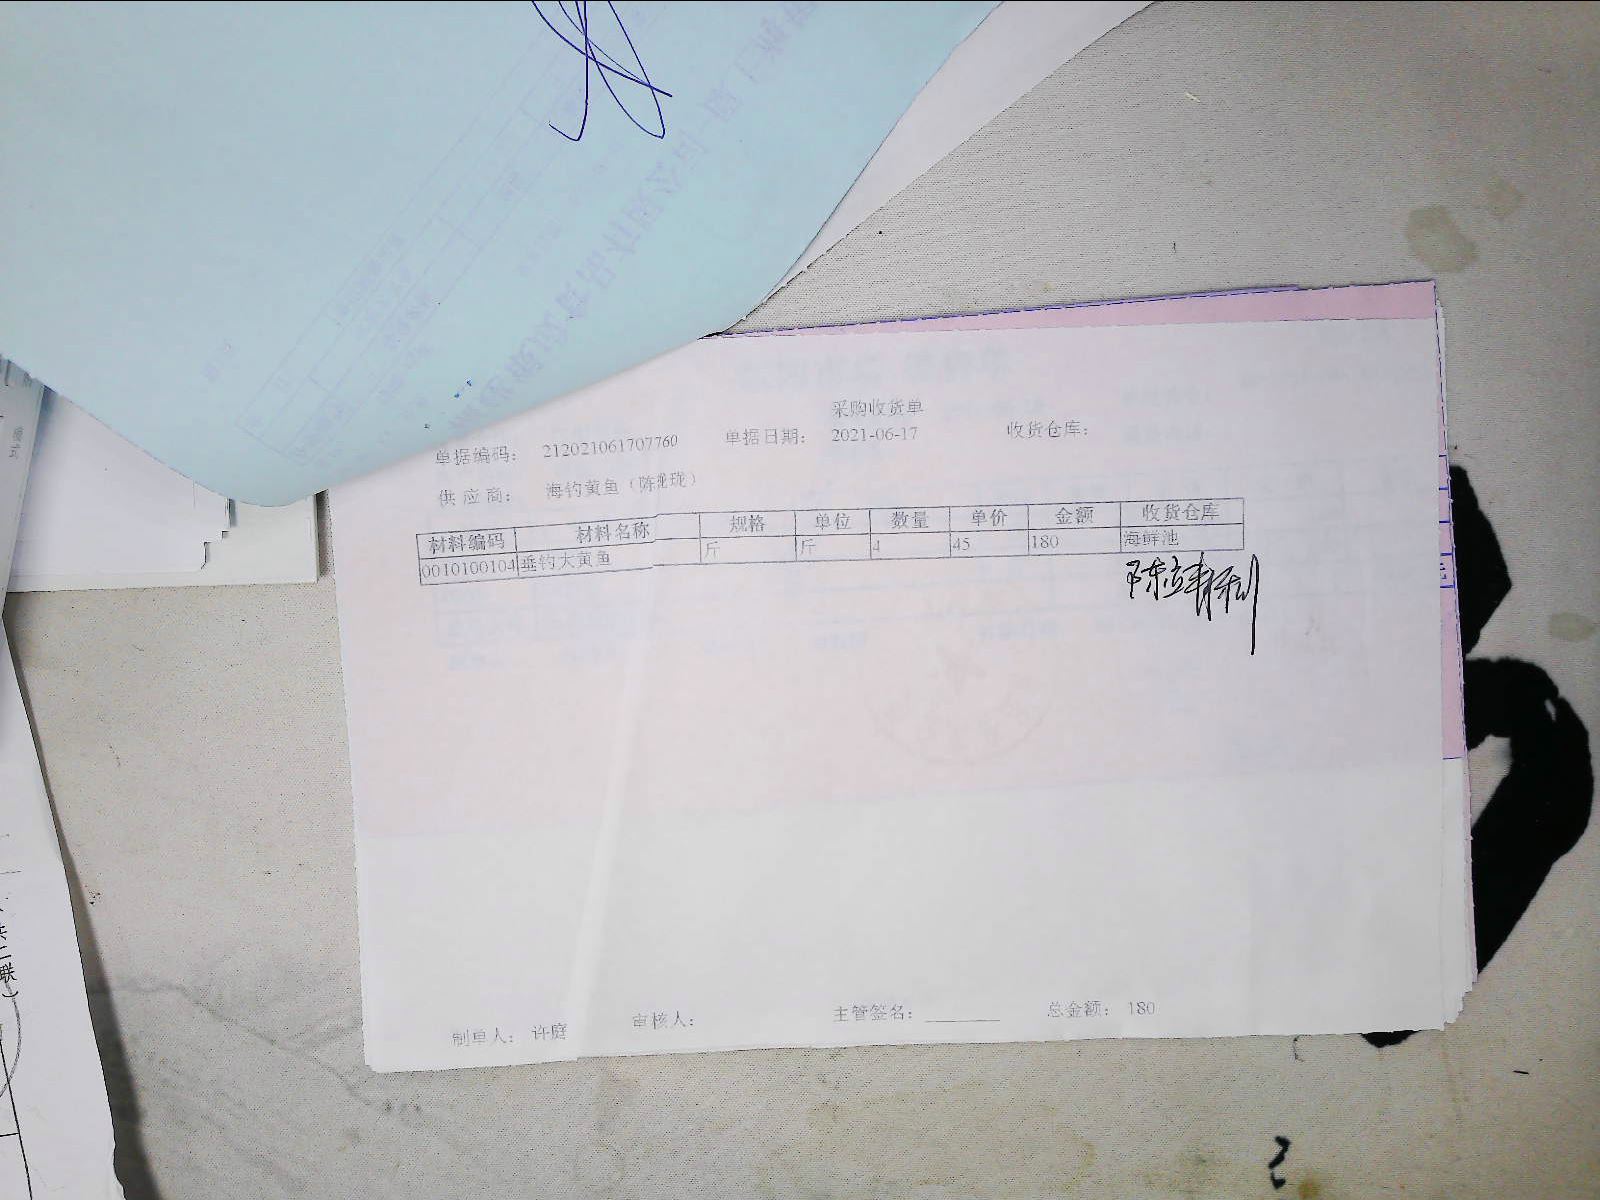 采购收货单
单据编码: 212021061707760 单据日期: 2021-06-17 收货仓库:
供应商: 海钓黄鱼(陈 珑)
材料编码 材料名称 规格 单位 数量 单价 金额 收货仓库
0010100104 垂钓大黄鱼 斤 斤 4 45 180 海鲜池
制单人: 许庭 审核人: 主管签名: 总金额: 180
联)